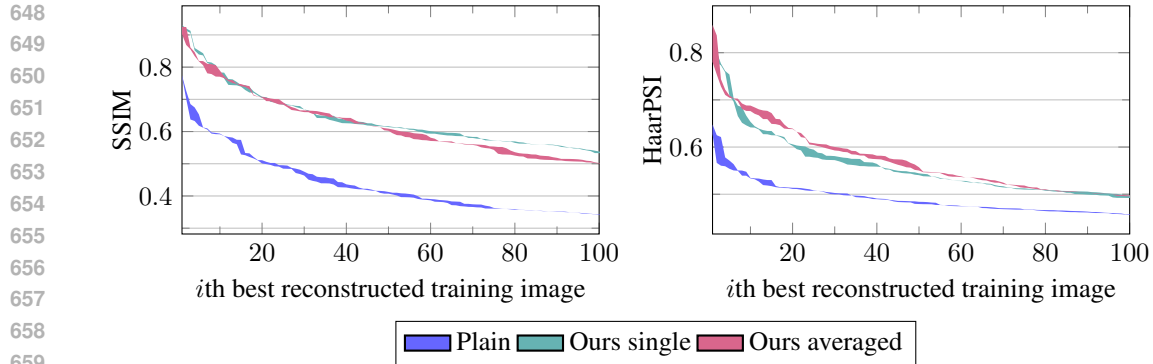 648
649
650
651
652
653
654
655
656
657
658
659
SSIM
0.8
0.6
0.4
20 40 60 80 100
ith best reconstructed training image
HaarPSI
0.8
0.6
20 40 60 80 100
ith best reconstructed training image
Plain Ours single Ours averaged